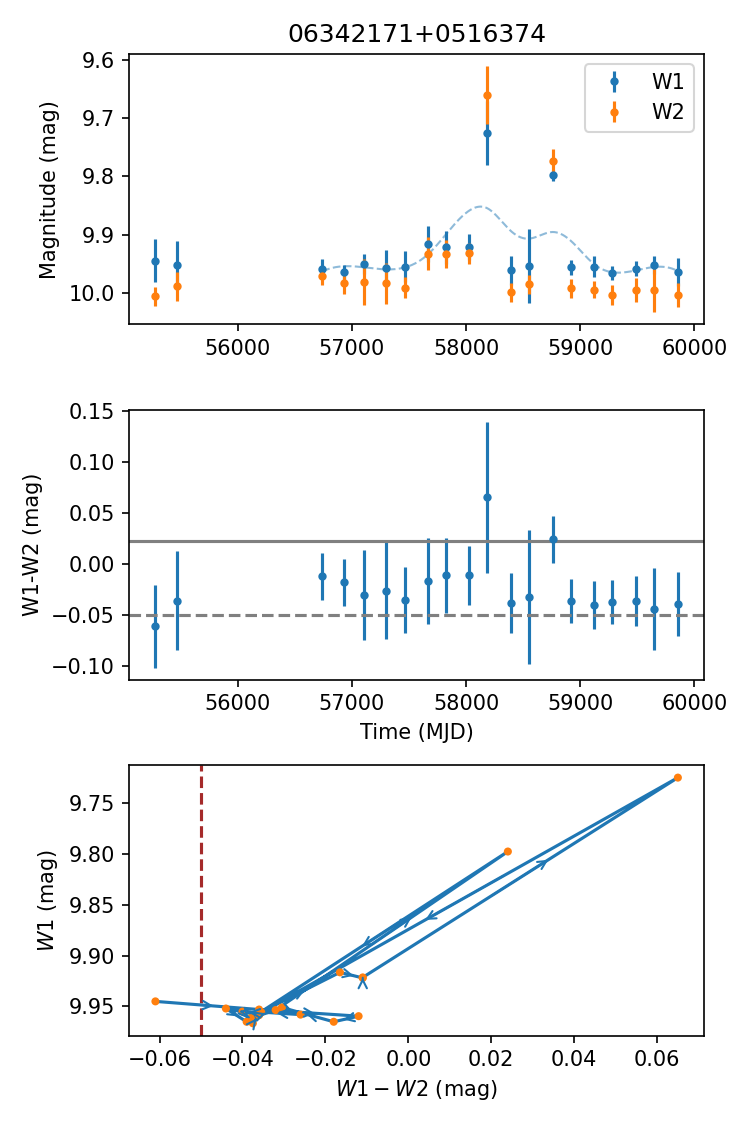 06342171+0516374
Magnitude (mag)
9.6
9.7
9.8
9.9
10.0
W1
W2
56000 57000 58000 59000 60000
W1-W2 (mag)
0.15
0.10
0.05
0.00
−0.05
−0.10
56000 57000 58000 59000 60000
Time (MJD)
W1 (mag)
9.75
9.80
9.85
9.90
9.95
−0.06 −0.04 −0.02 0.00 0.02 0.04 0.06
W1 − W2 (mag)